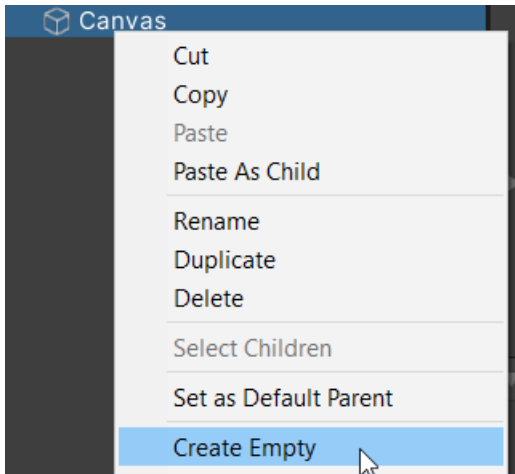 Canvas
Cut
Copy
Paste
Paste As Child
Rename
Duplicate
Delete
Select Children
Set as Default Parent
Create Empty